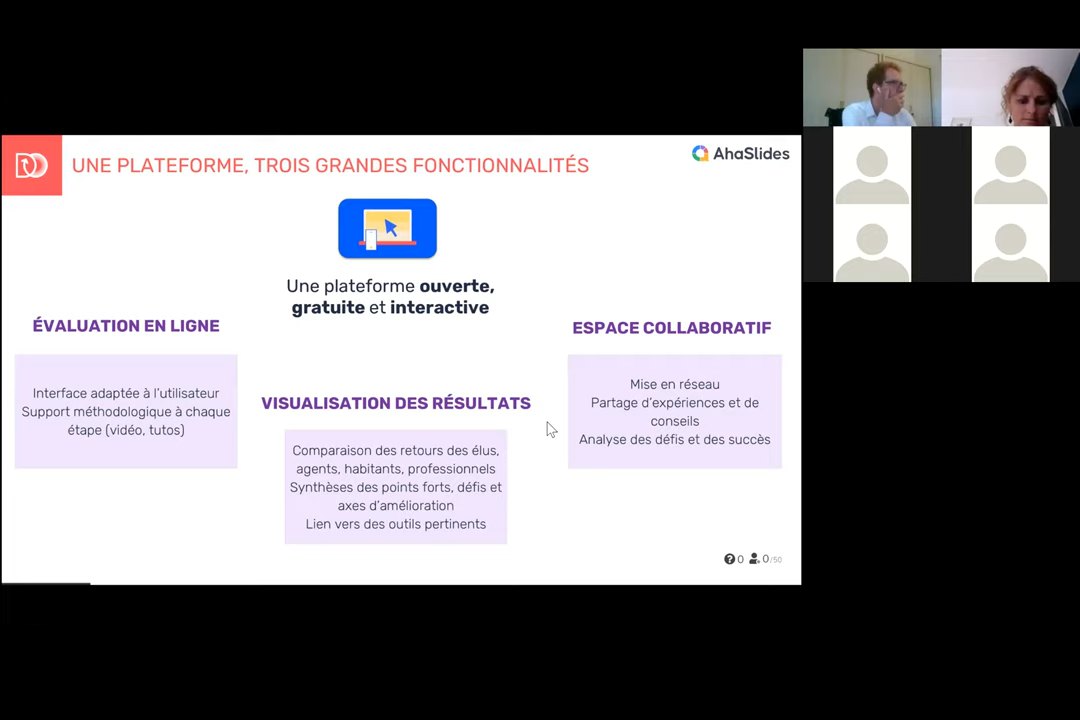 UNE PLATEFORME, TROIS GRANDES FONCTIONNALITÉS
AhaSlides
Une plateforme ouverte,
gratuite et interactive
ÉVALUATION EN LIGNE
Interface adaptée à l'utilisateur
Support méthodologique à chaque
étape (vidéo, tutos)
VISUALISATION DES RÉSULTATS
Comparaison des retours des élus,
agents, habitants, professionnels
Synthèses des points forts, défis et
axes d'amélioration
Lien vers des outils pertinents
ESPACE COLLABORATIF
Mise en réseau
Partage d'expériences et de
conseils
Analyse des défis et des succès
0 0/50